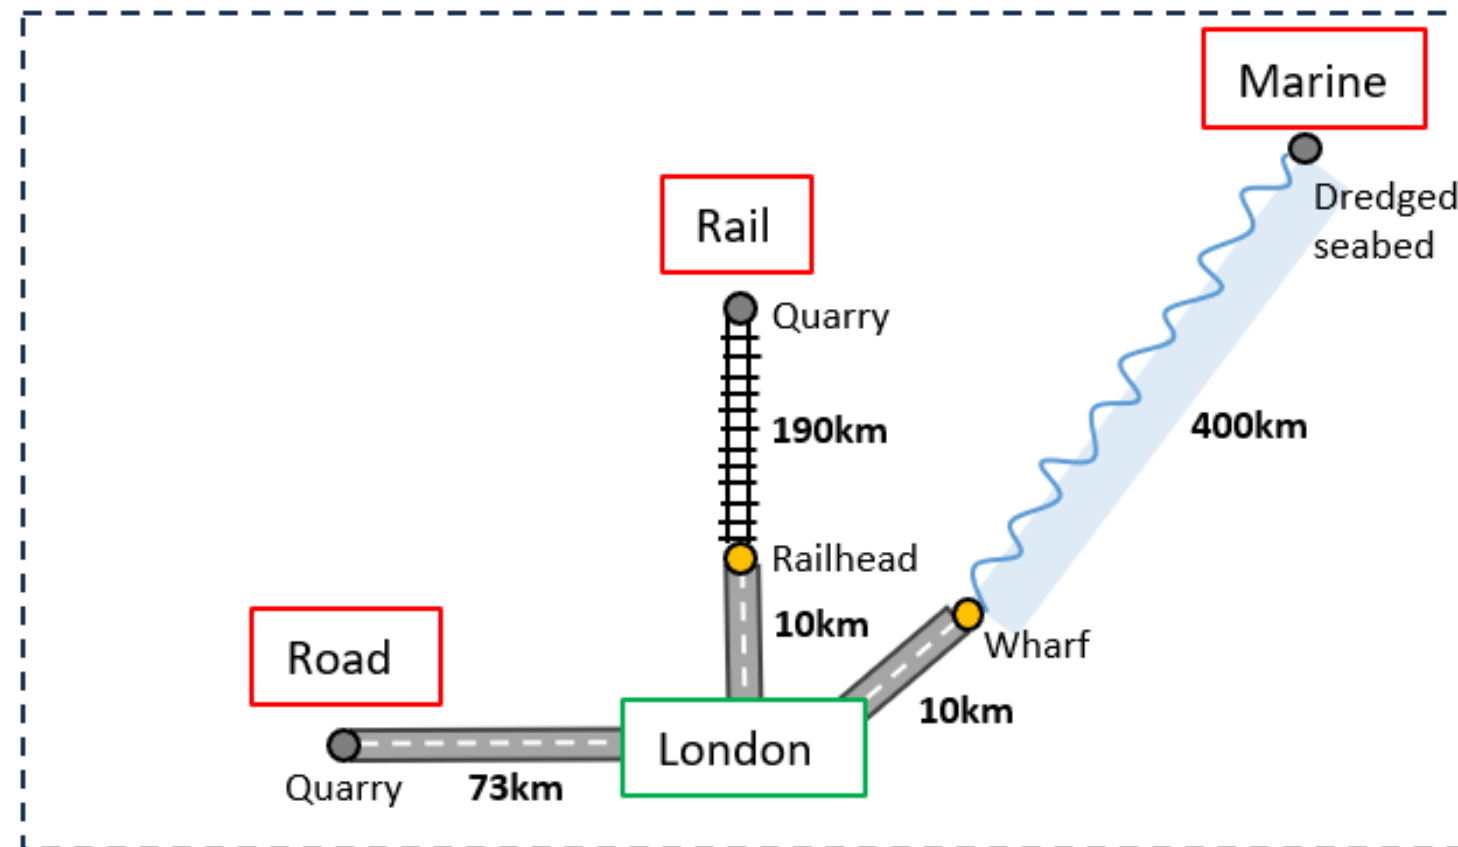 Marine
Dredged
seabed
Rail
Quarry
190km
400km
Railhead
10km
Wharf
Road
10km
London
Quarry
73km